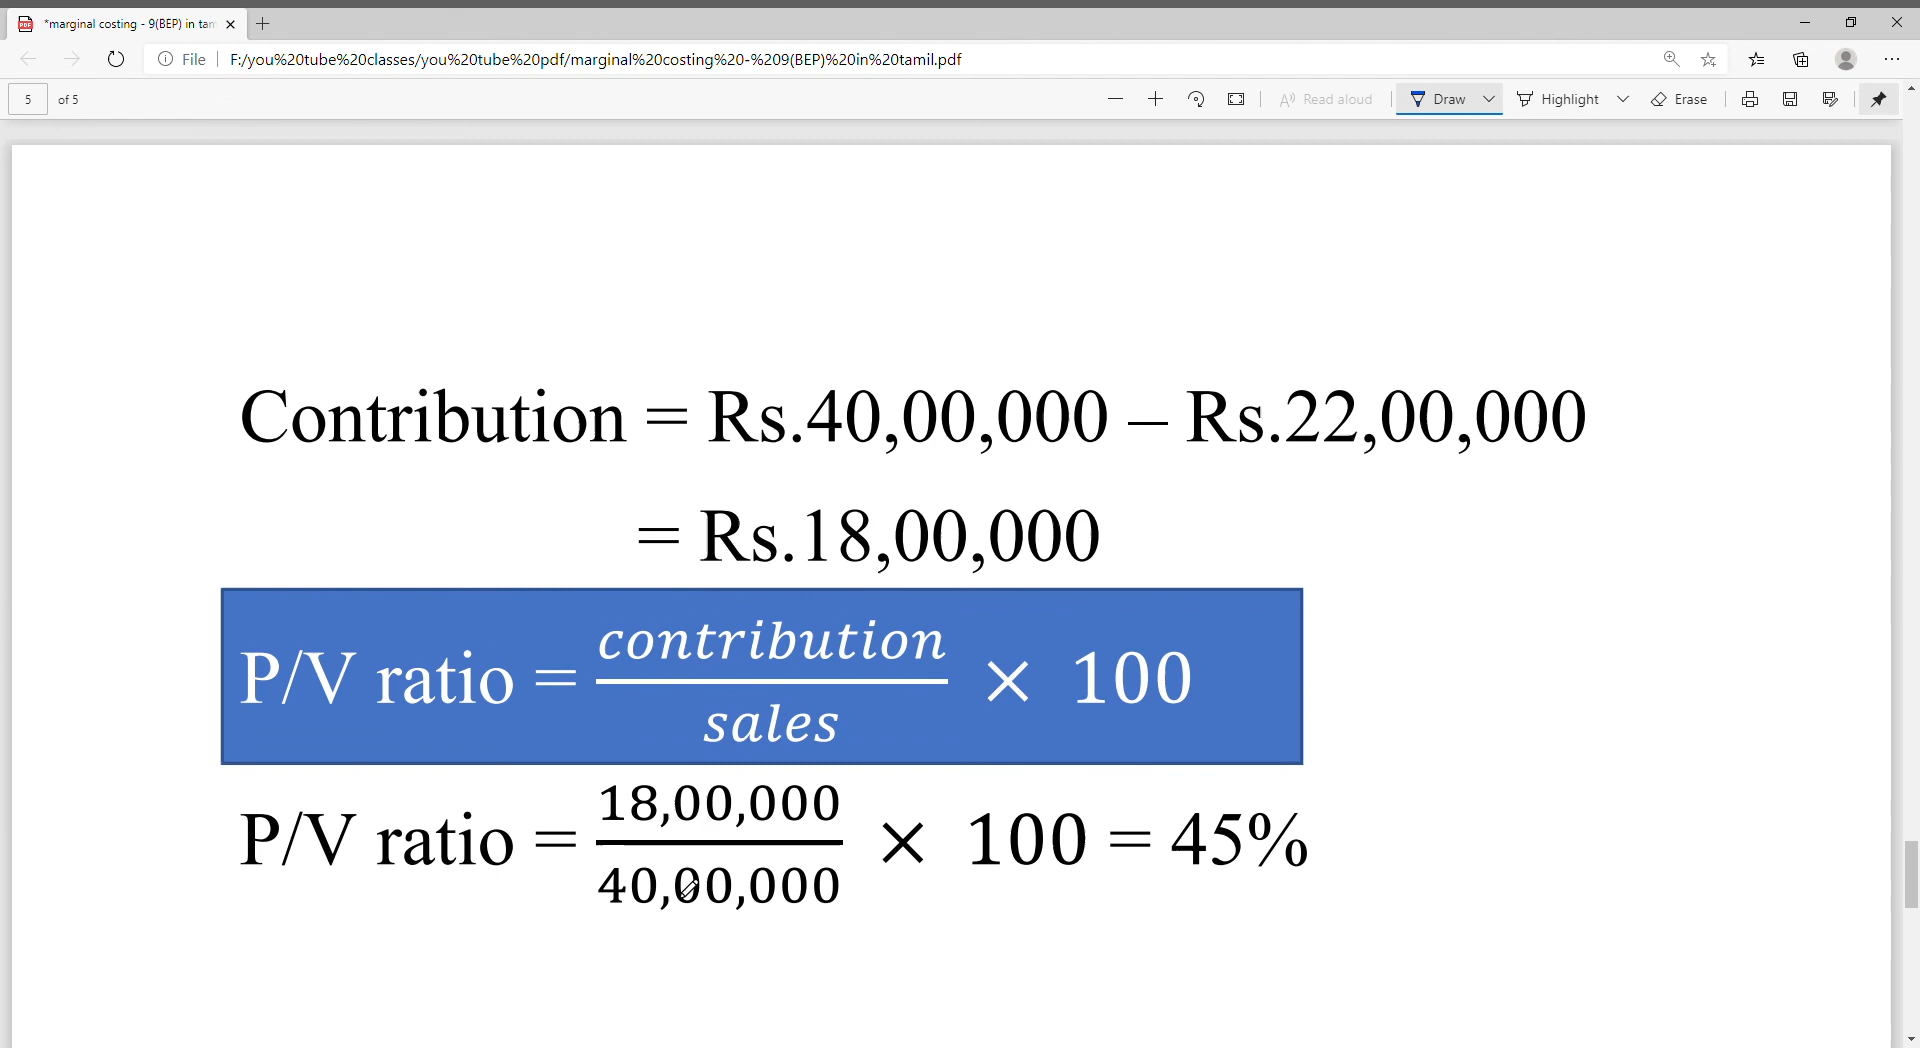 *marginal costing - 9(BEP) in tam
File
F:/you%20tube%20classes/you%20tube%20pdf/marginal%20costing%20-%209(BEP)%20in%20tamil.pdf
5 of 5
Read aloud Draw Highlight Erase
Contribution = Rs.40,00,000 – Rs.22,00,000
= Rs.18,00,000
P/V ratio = contribution / sales × 100
P/V ratio = 18,00,000 / 40,00,000 × 100 = 45%